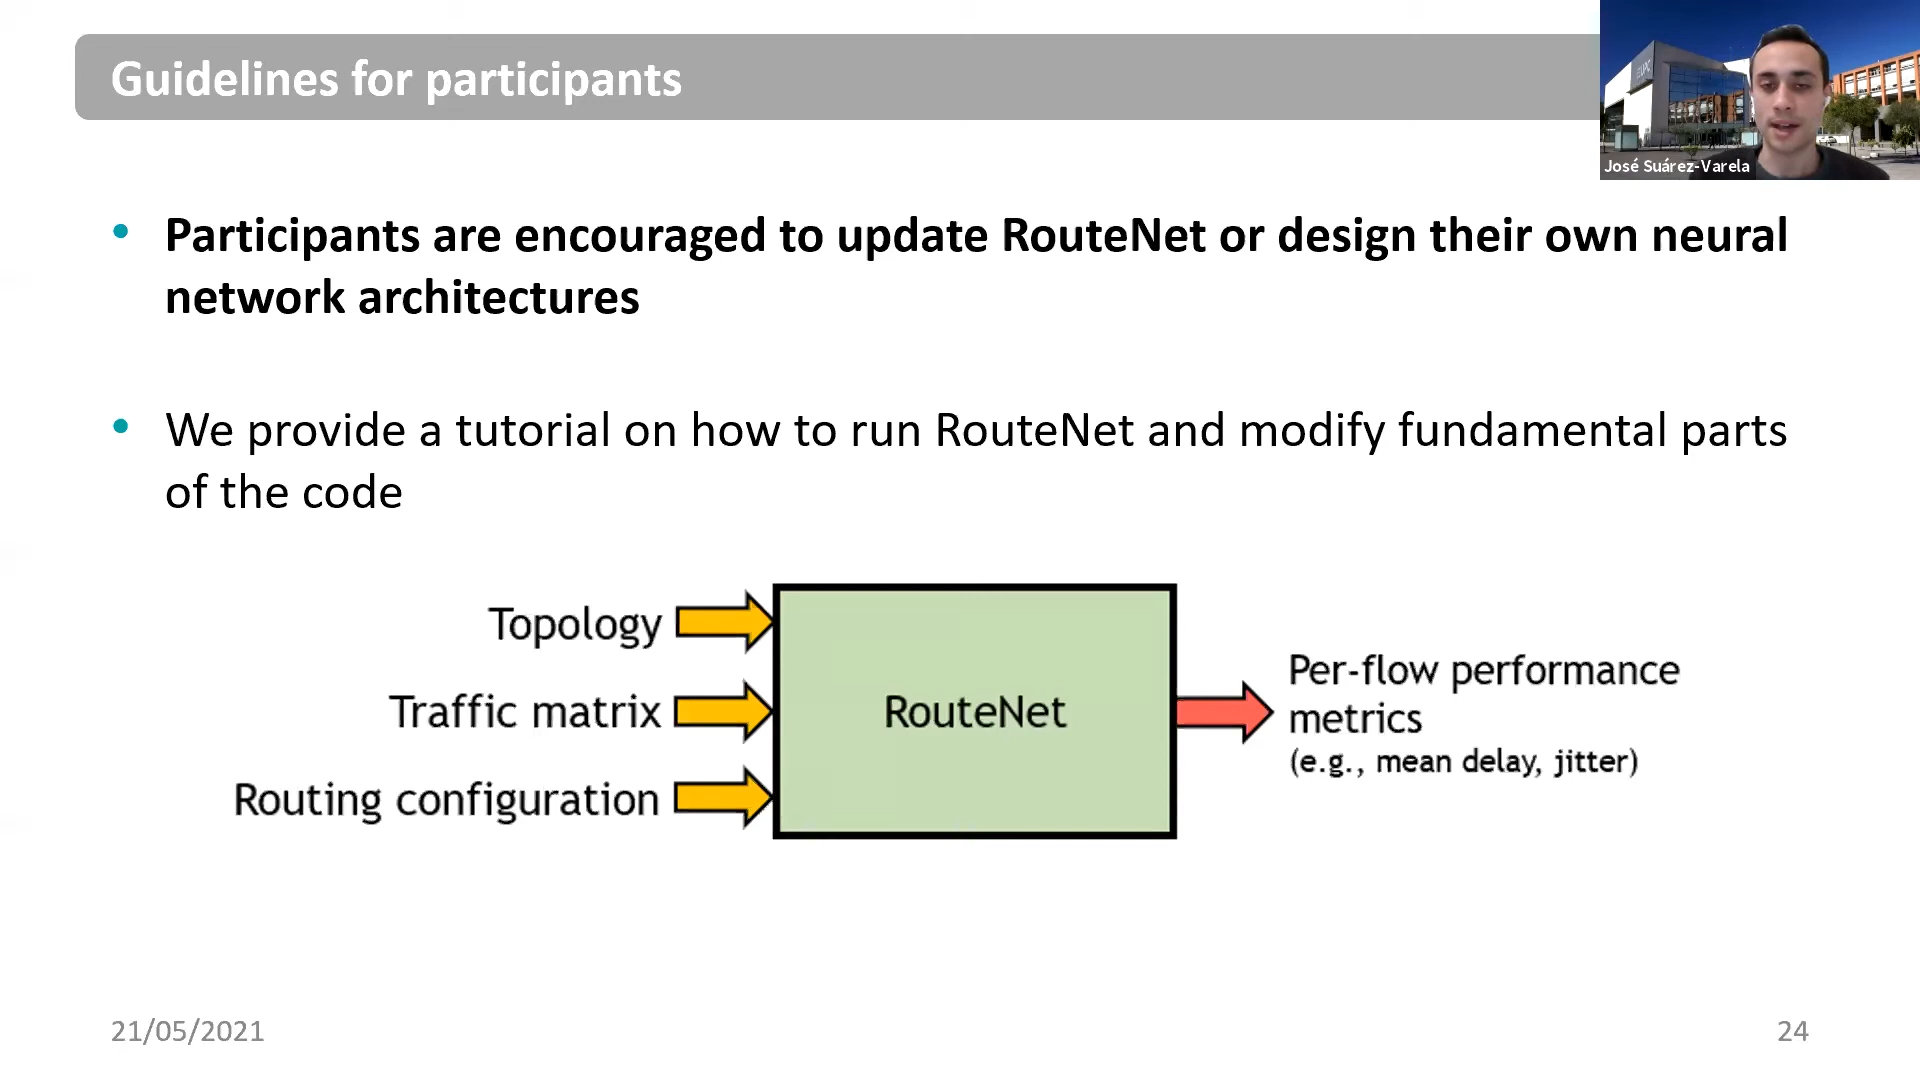 Guidelines for participants
José Suárez-Varela
• Participants are encouraged to update RouteNet or design their own neural
network architectures
• We provide a tutorial on how to run RouteNet and modify fundamental parts
of the code
Topology
Traffic matrix
Routing configuration
RouteNet
Per-flow performance
metrics
(e.g., mean delay, jitter)
21/05/2021
24